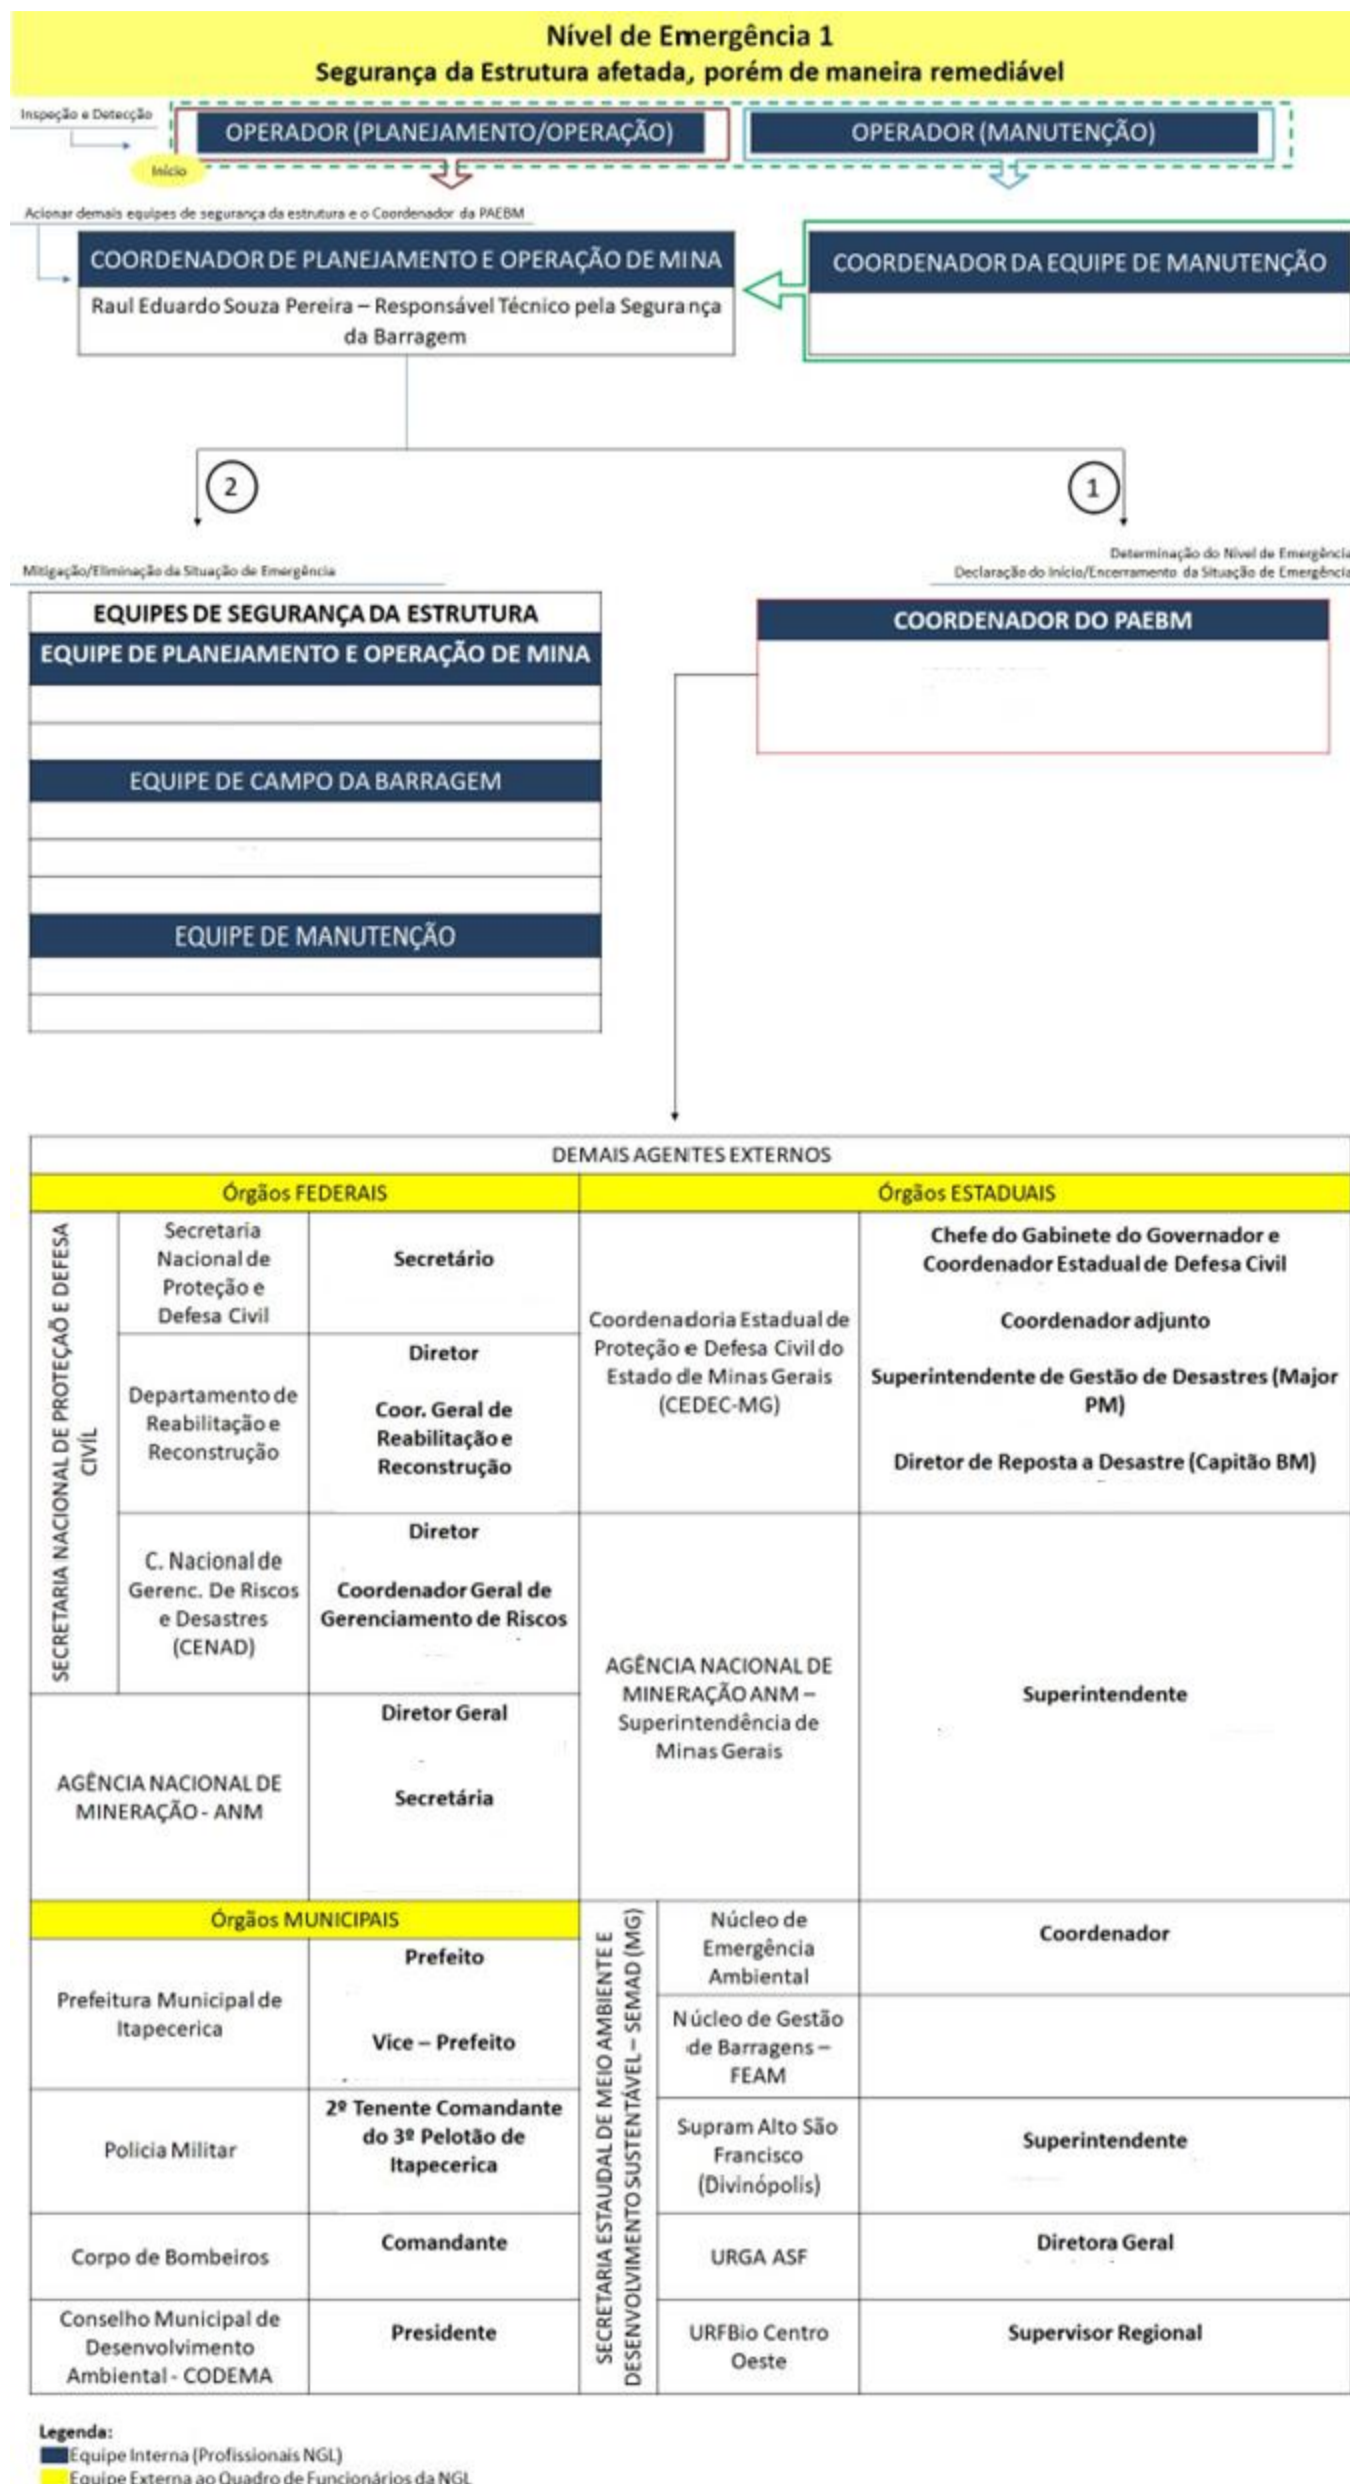 Nível de Emergência 1
Segurança da Estrutura afetada, porém de maneira remediável
Inspeção e Detecção
OPERADOR (PLANEJAMENTO/OPERAÇÃO)
OPERADOR (MANUTENÇÃO)
Início
Acionar demais equipes de segurança da estrutura e o Coordenador da PAEBM
COORDENADOR DE PLANEJAMENTO E OPERAÇÃO DE MINA
Raul Eduardo Souza Pereira – Responsável Técnico pela Segurança
da Barragem
COORDENADOR DA EQUIPE DE MANUTENÇÃO
2
1
Mitigação/Eliminação da Situação de Emergência
Determinação do Nível de Emergência
Declaração do Início/Encerramento da Situação de Emergência
EQUIPES DE SEGURANÇA DA ESTRUTURA
EQUIPE DE PLANEJAMENTO E OPERAÇÃO DE MINA
EQUIPE DE CAMPO DA BARRAGEM
EQUIPE DE MANUTENÇÃO
COORDENADOR DO PAEBM
DEMAIS AGENTES EXTERNOS
Órgãos FEDERAIS
SECRETARIA NACIONAL DE PROTEÇAÕ E DEFESA
CIVÍL
Secretaria
Nacional de
Proteção e
Defesa Civil
Secretário
Departamento de
Reabilitação e
Reconstrução
Diretor
Coor. Geral de
Reabilitação e
Reconstrução
C. Nacional de
Gerenc. De Riscos
e Desastres
(CENAD)
Diretor
Coordenador Geral de
Gerenciamento de Riscos
AGÊNCIA NACIONAL DE
MINERAÇÃO - ANM
Diretor Geral
Secretária
Órgãos ESTADUAIS
Coordenadoria Estadual de
Proteção e Defesa Civil do
Estado de Minas Gerais
(CEDEC-MG)
Chefe do Gabinete do Governador e
Coordenador Estadual de Defesa Civil
Coordenador adjunto
Superintendente de Gestão de Desastres (Major
PM)
Diretor de Reposta a Desastre (Capitão BM)
AGÊNCIA NACIONAL DE
MINERAÇÃO ANM –
Superintendência de
Minas Gerais
Superintendente
Órgãos MUNICIPAIS
Prefeitura Municipal de
Itapecerica
Prefeito
Vice – Prefeito
Policia Militar
2º Tenente Comandante
do 3º Pelotão de
Itapecerica
Corpo de Bombeiros
Comandante
Conselho Municipal de
Desenvolvimento
Ambiental - CODEMA
Presidente
SECRETARIA ESTAUDAL DE MEIO AMBIENTE E
DESENVOLVIMENTO SUSTENTÁVEL – SEMAD (MG)
Núcleo de
Emergência
Ambiental
Coordenador
Núcleo de Gestão
de Barragens –
FEAM
Supram Alto São
Francisco
(Divinópolis)
Superintendente
URGA ASF
Diretora Geral
URFBio Centro
Oeste
Supervisor Regional
Legenda:
Equipe Interna (Profissionais NGL)
Equipe Externa ao Quadro de Funcionários da NGL